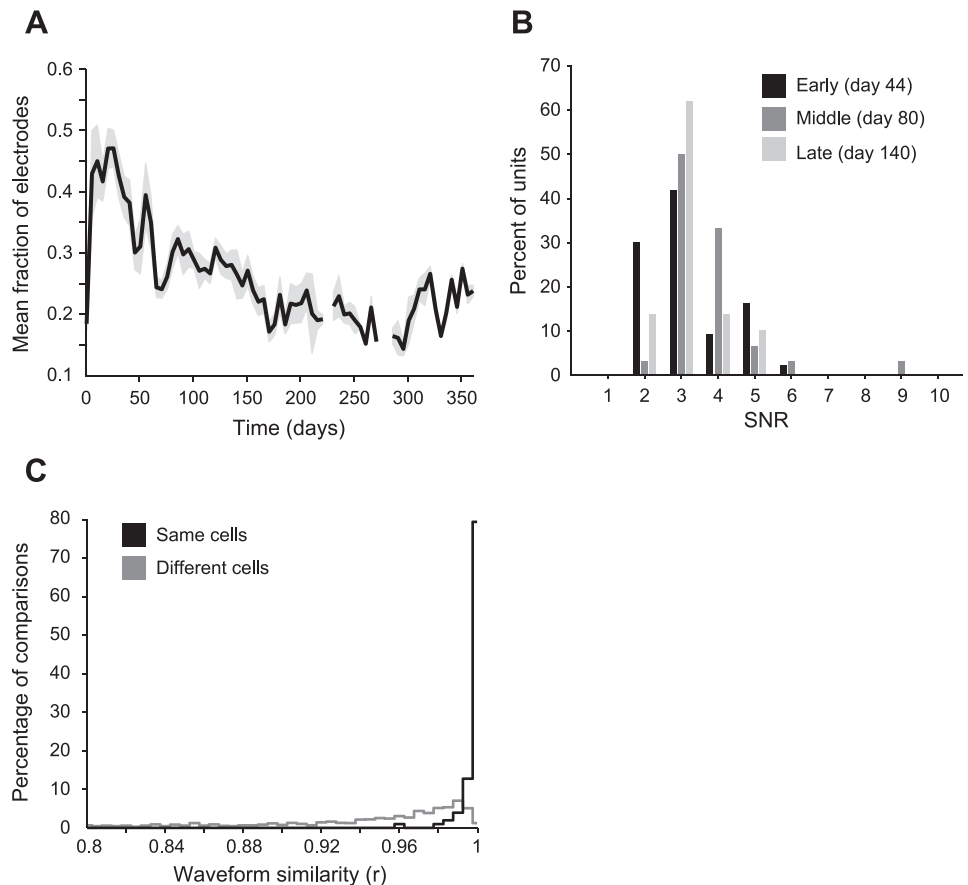 A
Mean fraction of electrodes
0.6
0.5
0.4
0.3
0.2
0.1
0 50 100 150 200 250 300 350
Time (days)
B
Percent of units
70
60
50
40
30
20
10
0
Early (day 44)
Middle (day 80)
Late (day 140)
1 2 3 4 5 6 7 8 9 10
SNR
C
Percentage of comparisons
80
70
60
50
40
30
20
10
0
Same cells
Different cells
0.8 0.84 0.88 0.92 0.96 1
Waveform similarity (r)